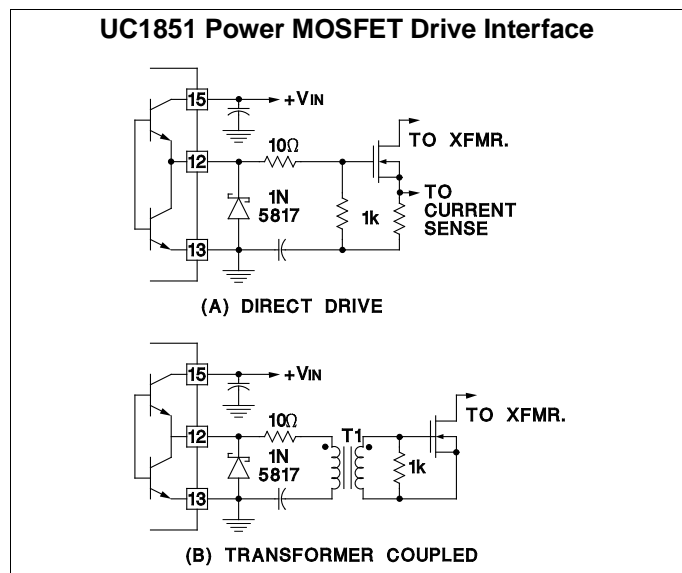 UC1851 Power MOSFET Drive Interface
15
+VIN
10Ω
TO XFMR.
12
1N
5817
1k
TO
CURRENT
SENSE
13
(A) DIRECT DRIVE
15
+VIN
TO XFMR.
10Ω
T1
12
1N
5817
1k
13
(B) TRANSFORMER COUPLED